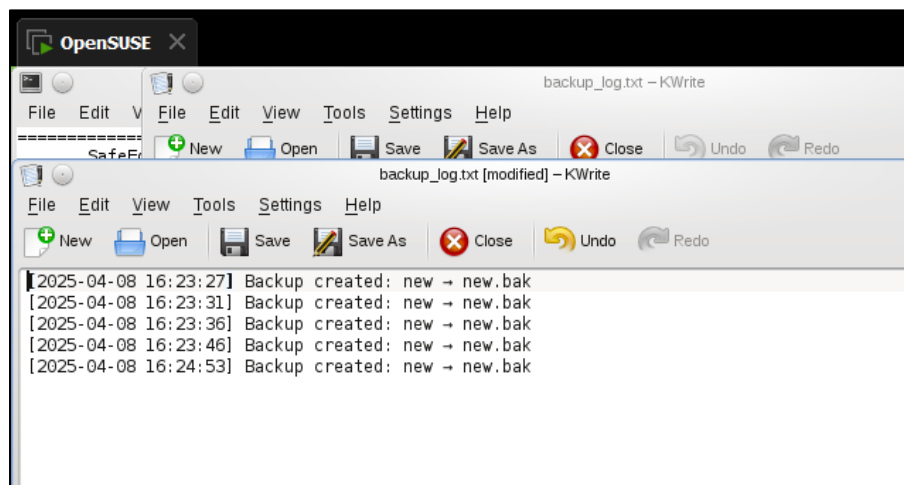 OpenSUSE
backup_log.txt – KWrite
File Edit V File Edit View Tools Settings Help
===============
SafeEd New Open Save Save As Close Undo Redo
backup_log.txt [modified] – KWrite
File Edit View Tools Settings Help
New Open Save Save As Close Undo Redo
[2025-04-08 16:23:27] Backup created: new → new.bak
[2025-04-08 16:23:31] Backup created: new → new.bak
[2025-04-08 16:23:36] Backup created: new → new.bak
[2025-04-08 16:23:46] Backup created: new → new.bak
[2025-04-08 16:24:53] Backup created: new → new.bak